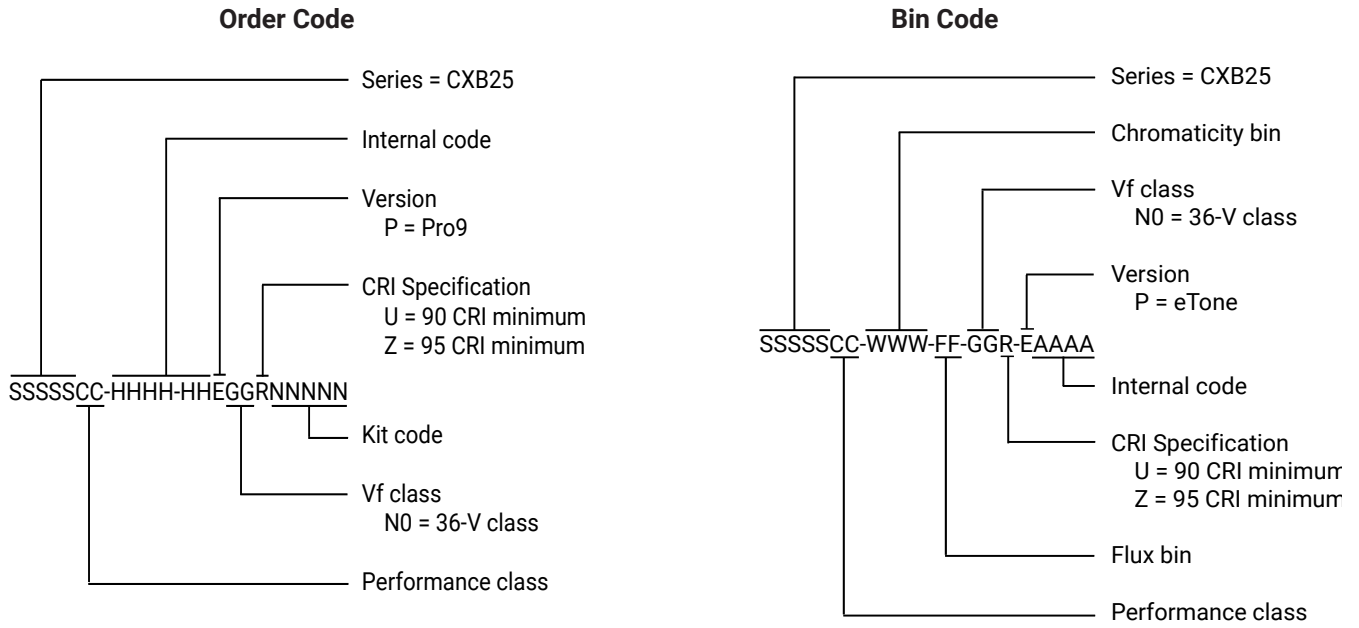 Order Code
Series = CXB25
Internal code
Version
P = Pro9
CRI Specification
U = 90 CRI minimum
Z = 95 CRI minimum
SSSSSCC-HHHH-HHEGGRNNNNN
Kit code
Vf class
N0 = 36-V class
Performance class
Bin Code
Series = CXB25
Chromaticity bin
Vf class
N0 = 36-V class
Version
P = eTone
SSSSSCC-WWW-FF-GGR-EAAAA
Internal code
CRI Specification
U = 90 CRI minimum
Z = 95 CRI minimum
Flux bin
Performance class